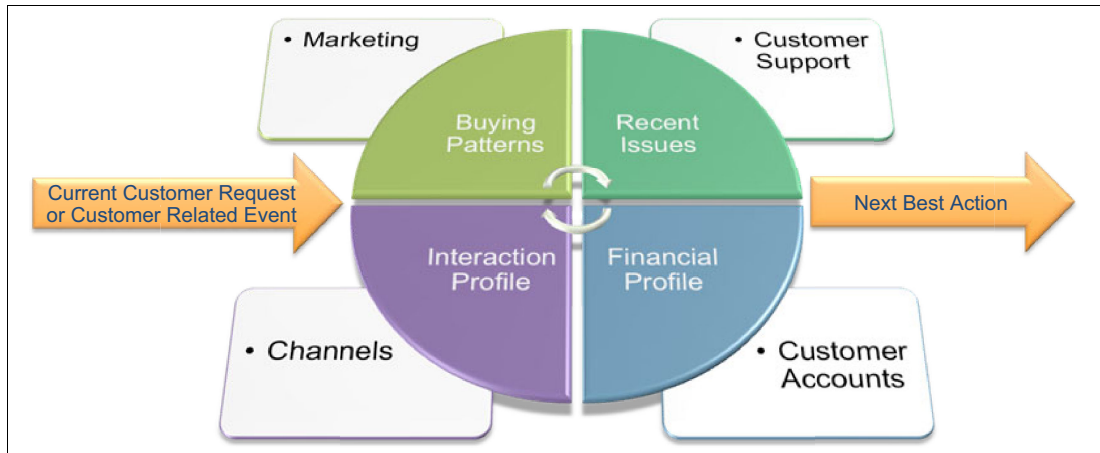 • Marketing
• Customer
Support
Buying
Patterns
Recent
Issues
Current Customer Request
or Customer Related Event
Next Best Action
Interaction
Profile
Financial
Profile
• Channels
• Customer
Accounts